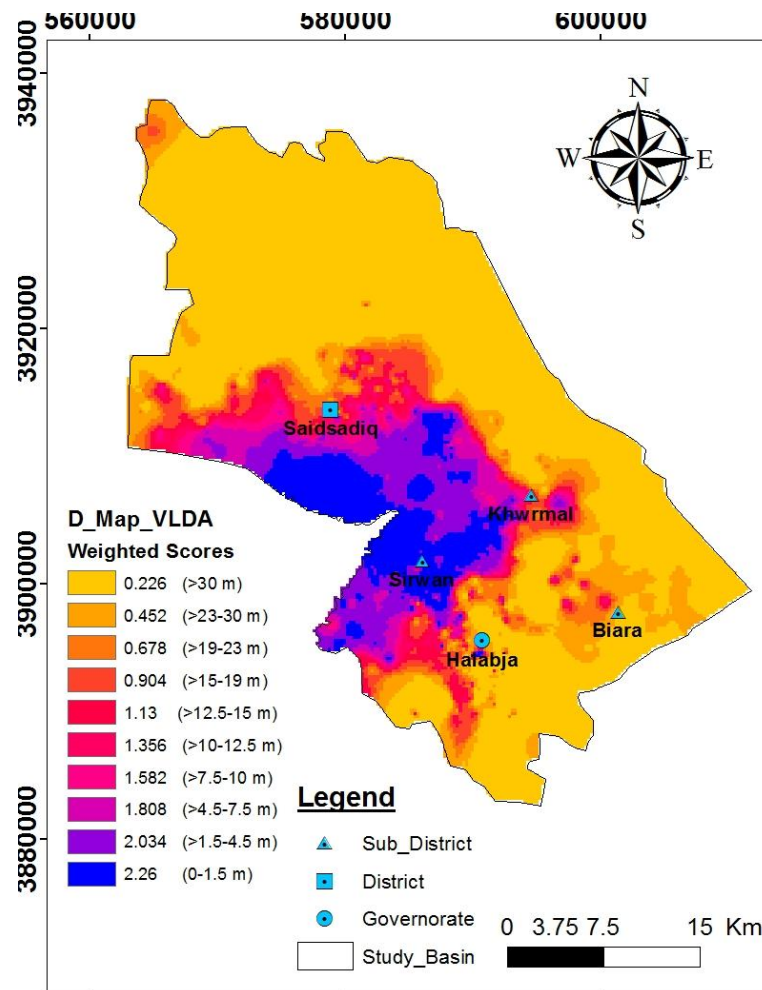 560000 580000 600000
3940000
N
W E
S
3920000
Saidsadiq
Khwrmal
D_Map_VLDA
Weighted Scores
0.226 (>30 m)
0.452 (>23-30 m)
0.678 (>19-23 m)
0.904 (>15-19 m)
1.13 (>12.5-15 m)
1.356 (>10-12.5 m)
1.582 (>7.5-10 m)
1.808 (>4.5-7.5 m)
2.034 (>1.5-4.5 m)
2.26 (0-1.5 m)
3900000
Sirwan
Biara
Halabja
3880000
Legend
Sub_District
District
Governorate
Study_Basin
0 3.75 7.5 15 Km